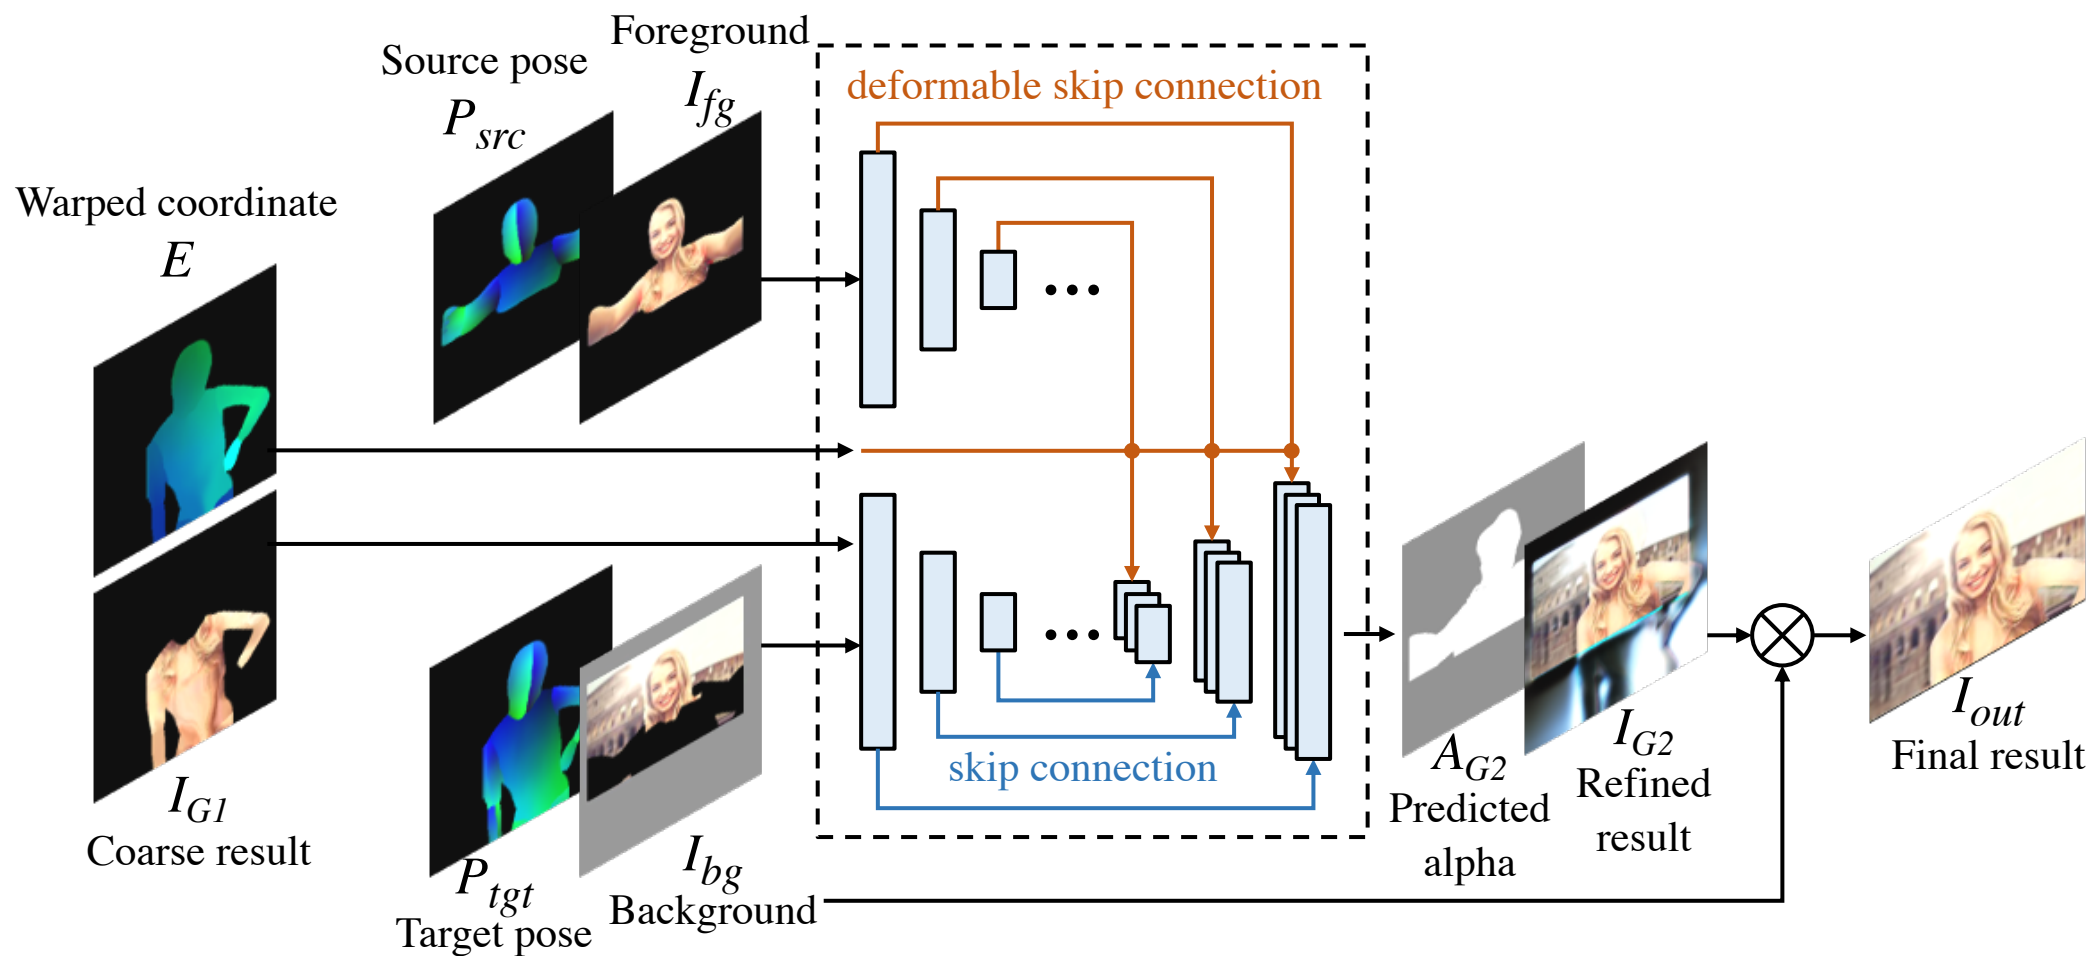 Foreground
I_fg
Source pose
P_src
deformable skip connection
Warped coordinate
E
I_G1
Coarse result
P_tgt
Target pose
I_bg
Background
skip connection
A_G2
Predicted
alpha
I_G2
Refined
result
I_out
Final result